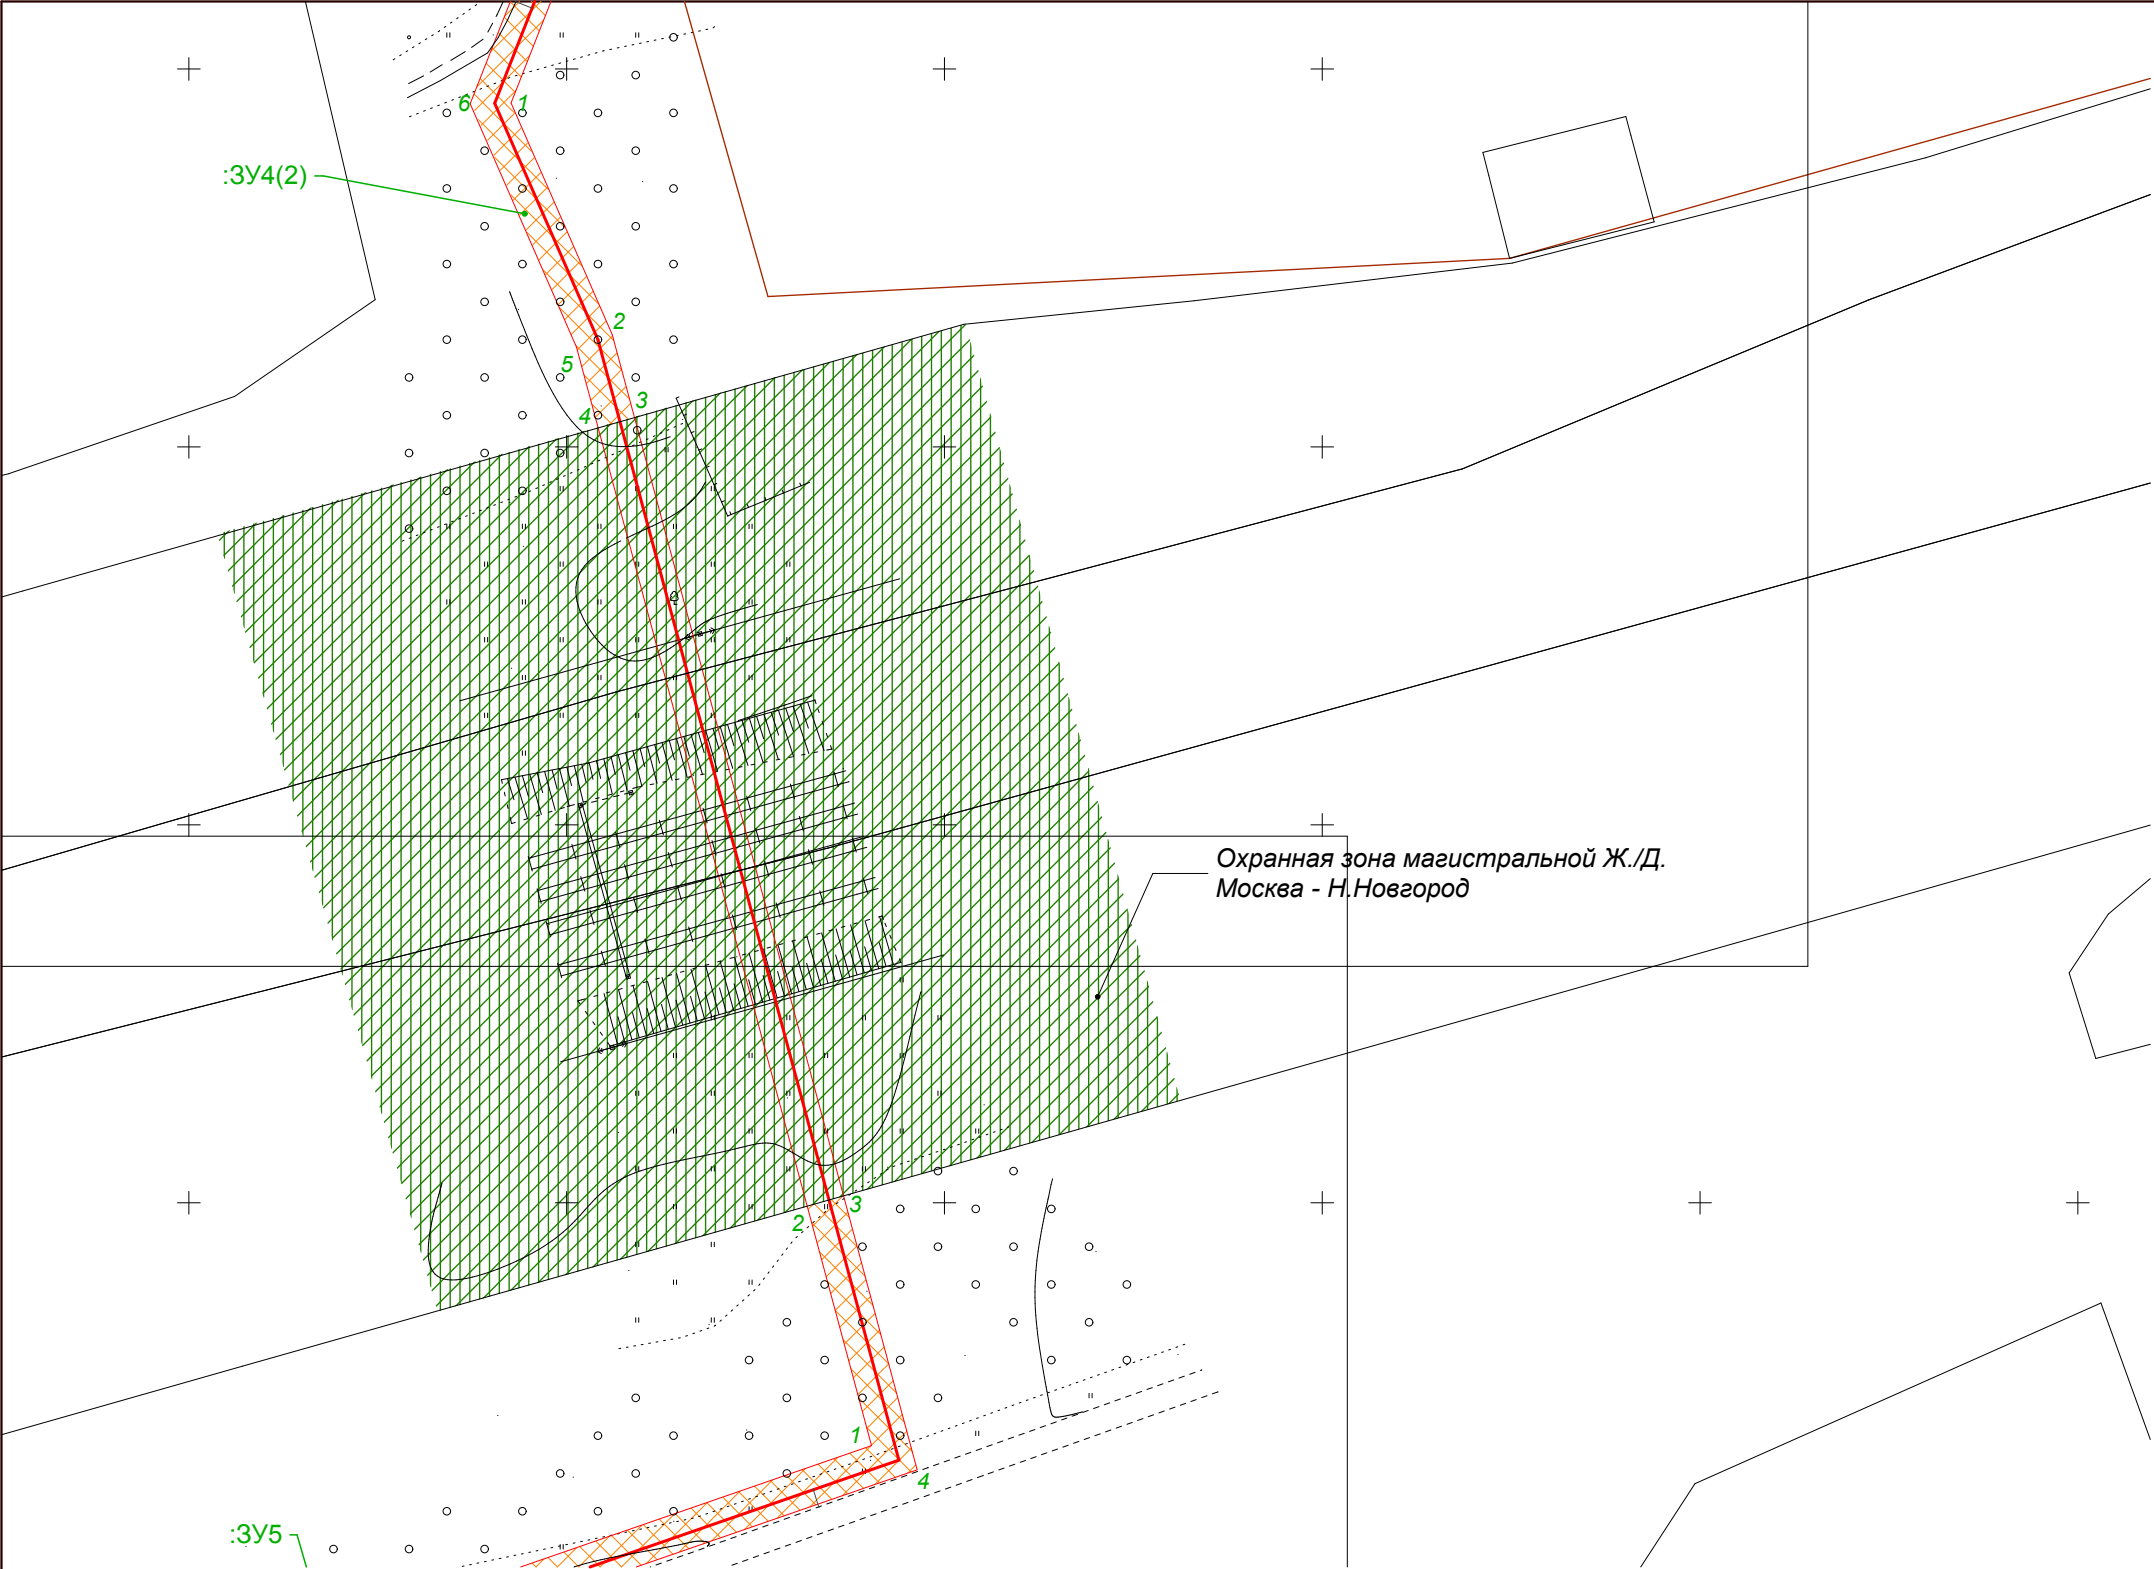 6
1
:ЗУ4(2)
2
5
3
4
Охранная зона магистральной Ж./Д.
Москва - Н.Новгород
3
2
1
4
:ЗУ5